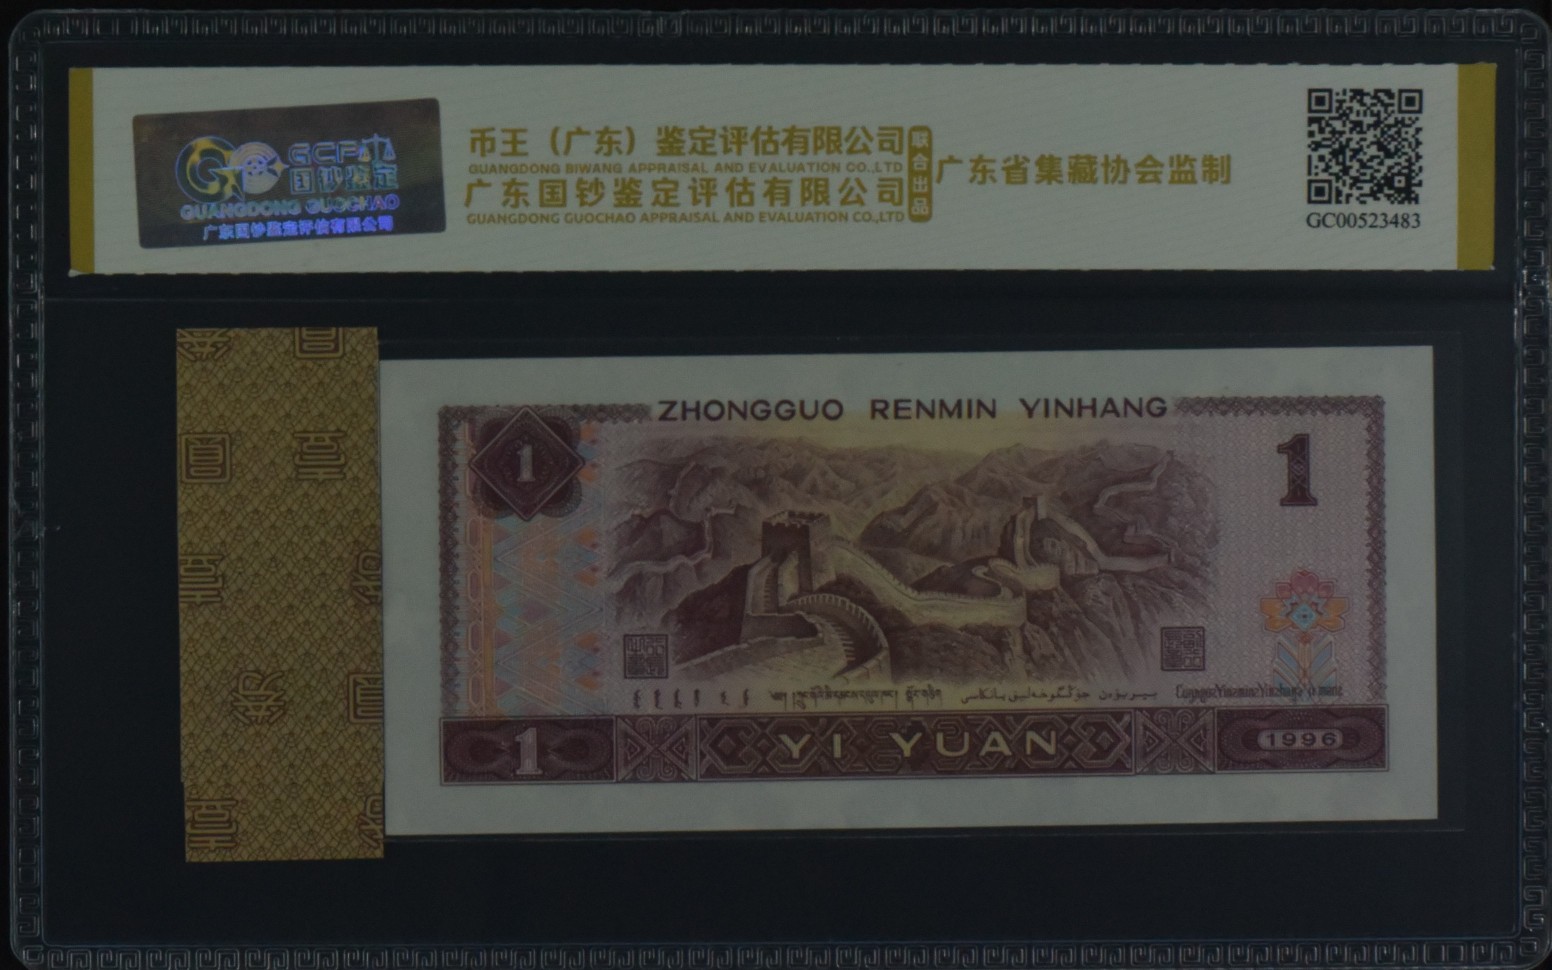 GCF
国钞鉴定
GUANGDONG GUOCHAO
广东国钞鉴定评估有限公司
币王（广东）鉴定评估有限公司
GUANGDONG BIWANG APPRAISAL AND EVALUATION CO.,LTD
广东国钞鉴定评估有限公司
GUANGDONG GUOCHAO APPRAISAL AND EVALUATION CO.,LTD
联合出品
广东省集藏协会监制
GC00523483
ZHONGGUO RENMIN YINHANG
1
1
1
YI YUAN
1996